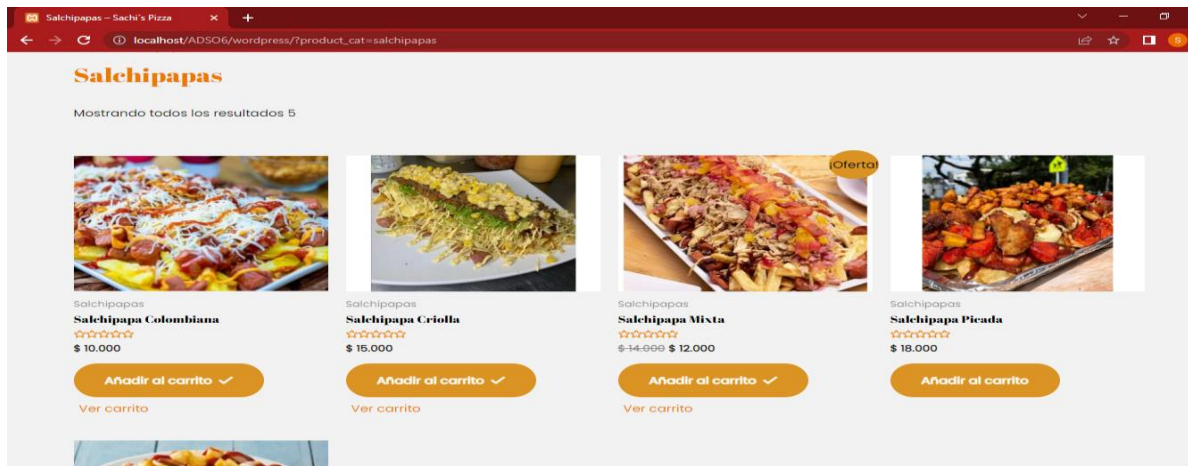 Salchipapas – Sachi's Pizza
localhost/ADSO6/wordpress/?product_cat=salchipapas
S
Salchipapas
Mostrando todos los resultados 5
¡Oferta!
Salchipapas
Salchipapa Colombiana
$ 10.000
Añadir al carrito
Ver carrito
Salchipapas
Salchipapa Criolla
$ 15.000
Añadir al carrito
Ver carrito
Salchipapas
Salchipapa Mixta
$ 14.000 $ 12.000
Añadir al carrito
Ver carrito
Salchipapas
Salchipapa Picada
$ 18.000
Añadir al carrito